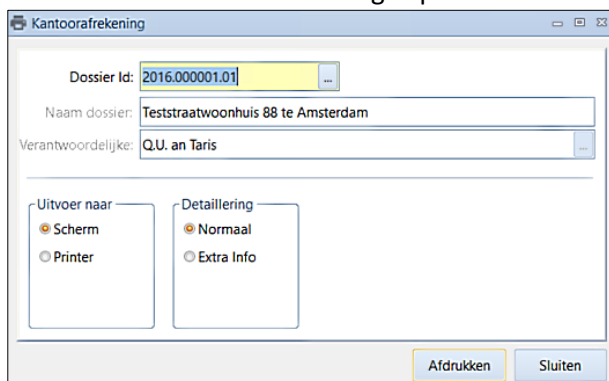 Kantoorafrekening
Dossier Id: 2016.000001.01 ...
Naam dossier: Teststraatwoonhuis 88 te Amsterdam
Verantwoordelijke: Q.U. an Taris ...
Uitvoer naar Detaillering
Scherm Normaal
Printer Extra Info
Afdrukken Sluiten